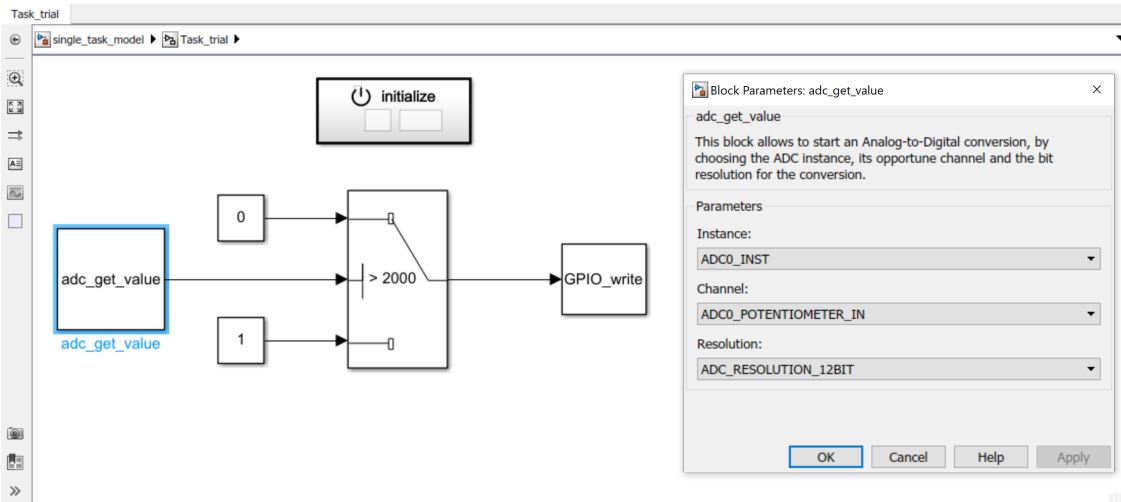 Task_trial
single_task_model Task_trial
initialize
0
adc_get_value
> 2000
GPIO_write
adc_get_value
1
Block Parameters: adc_get_value
adc_get_value
This block allows to start an Analog-to-Digital conversion, by
choosing the ADC instance, its opportune channel and the bit
resolution for the conversion.
Parameters
Instance:
ADC0_INST
Channel:
ADC0_POTENTIOMETER_IN
Resolution:
ADC_RESOLUTION_12BIT
OK Cancel Help Apply